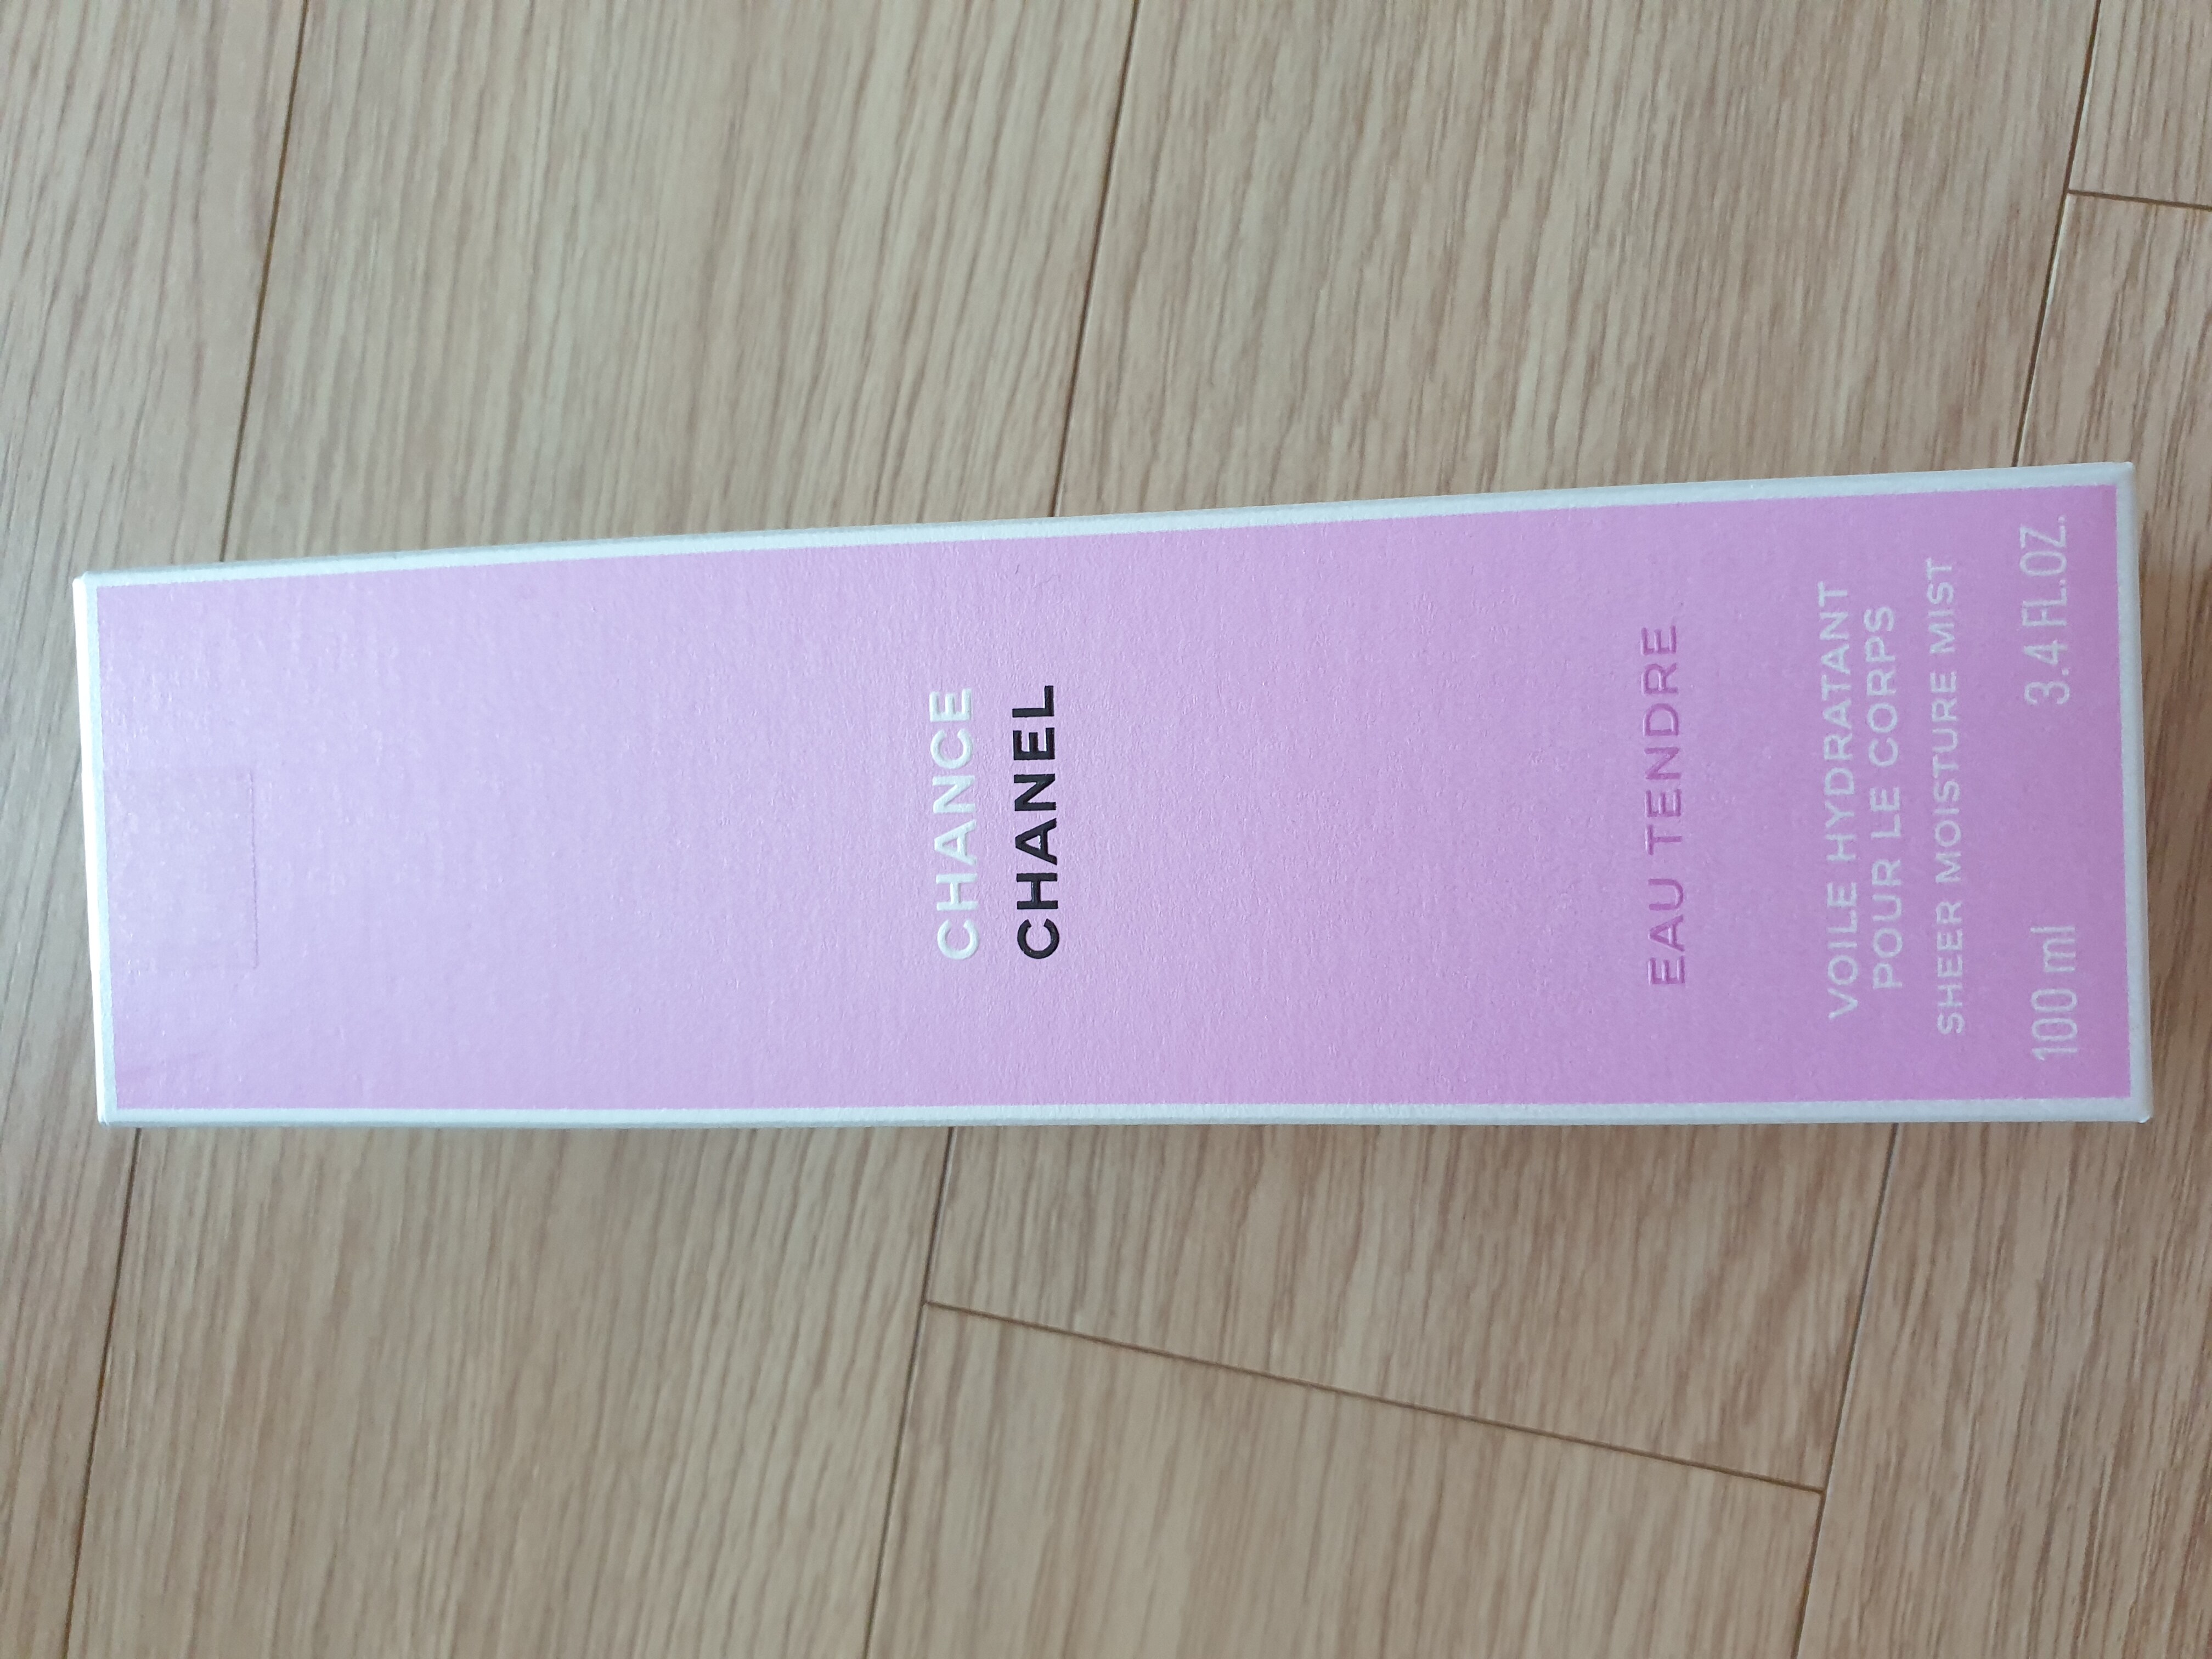 CHANCE
CHANEL
EAU TENDRE
VOILE HYDRATANT
POUR LE CORPS
SHEER MOISTURE MIST
100 ml 3.4 FL.OZ.